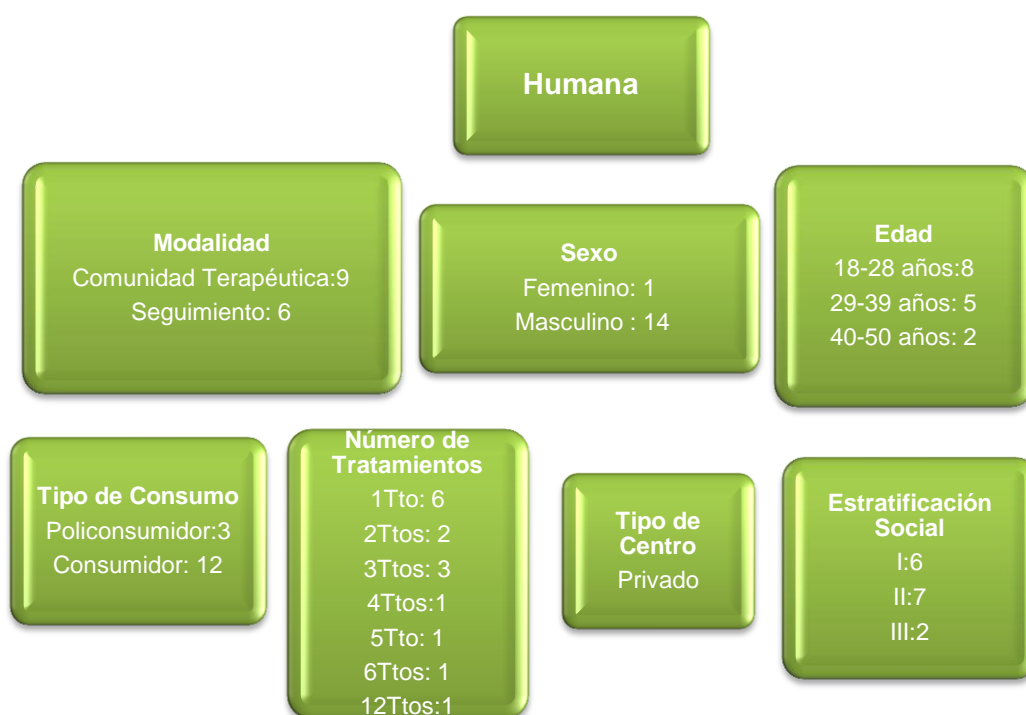 Humana
Modalidad
Comunidad Terapéutica:9
Seguimiento: 6
Sexo
Femenino: 1
Masculino : 14
Edad
18-28 años:8
29-39 años: 5
40-50 años: 2
Tipo de Consumo
Policonsumidor:3
Consumidor: 12
Número de
Tratamientos
1Tto: 6
2Ttos: 2
3Ttos: 3
4Ttos:1
5Tto: 1
6Ttos: 1
12Ttos:1
Tipo de
Centro
Privado
Estratificación
Social
I:6
II:7
III:2